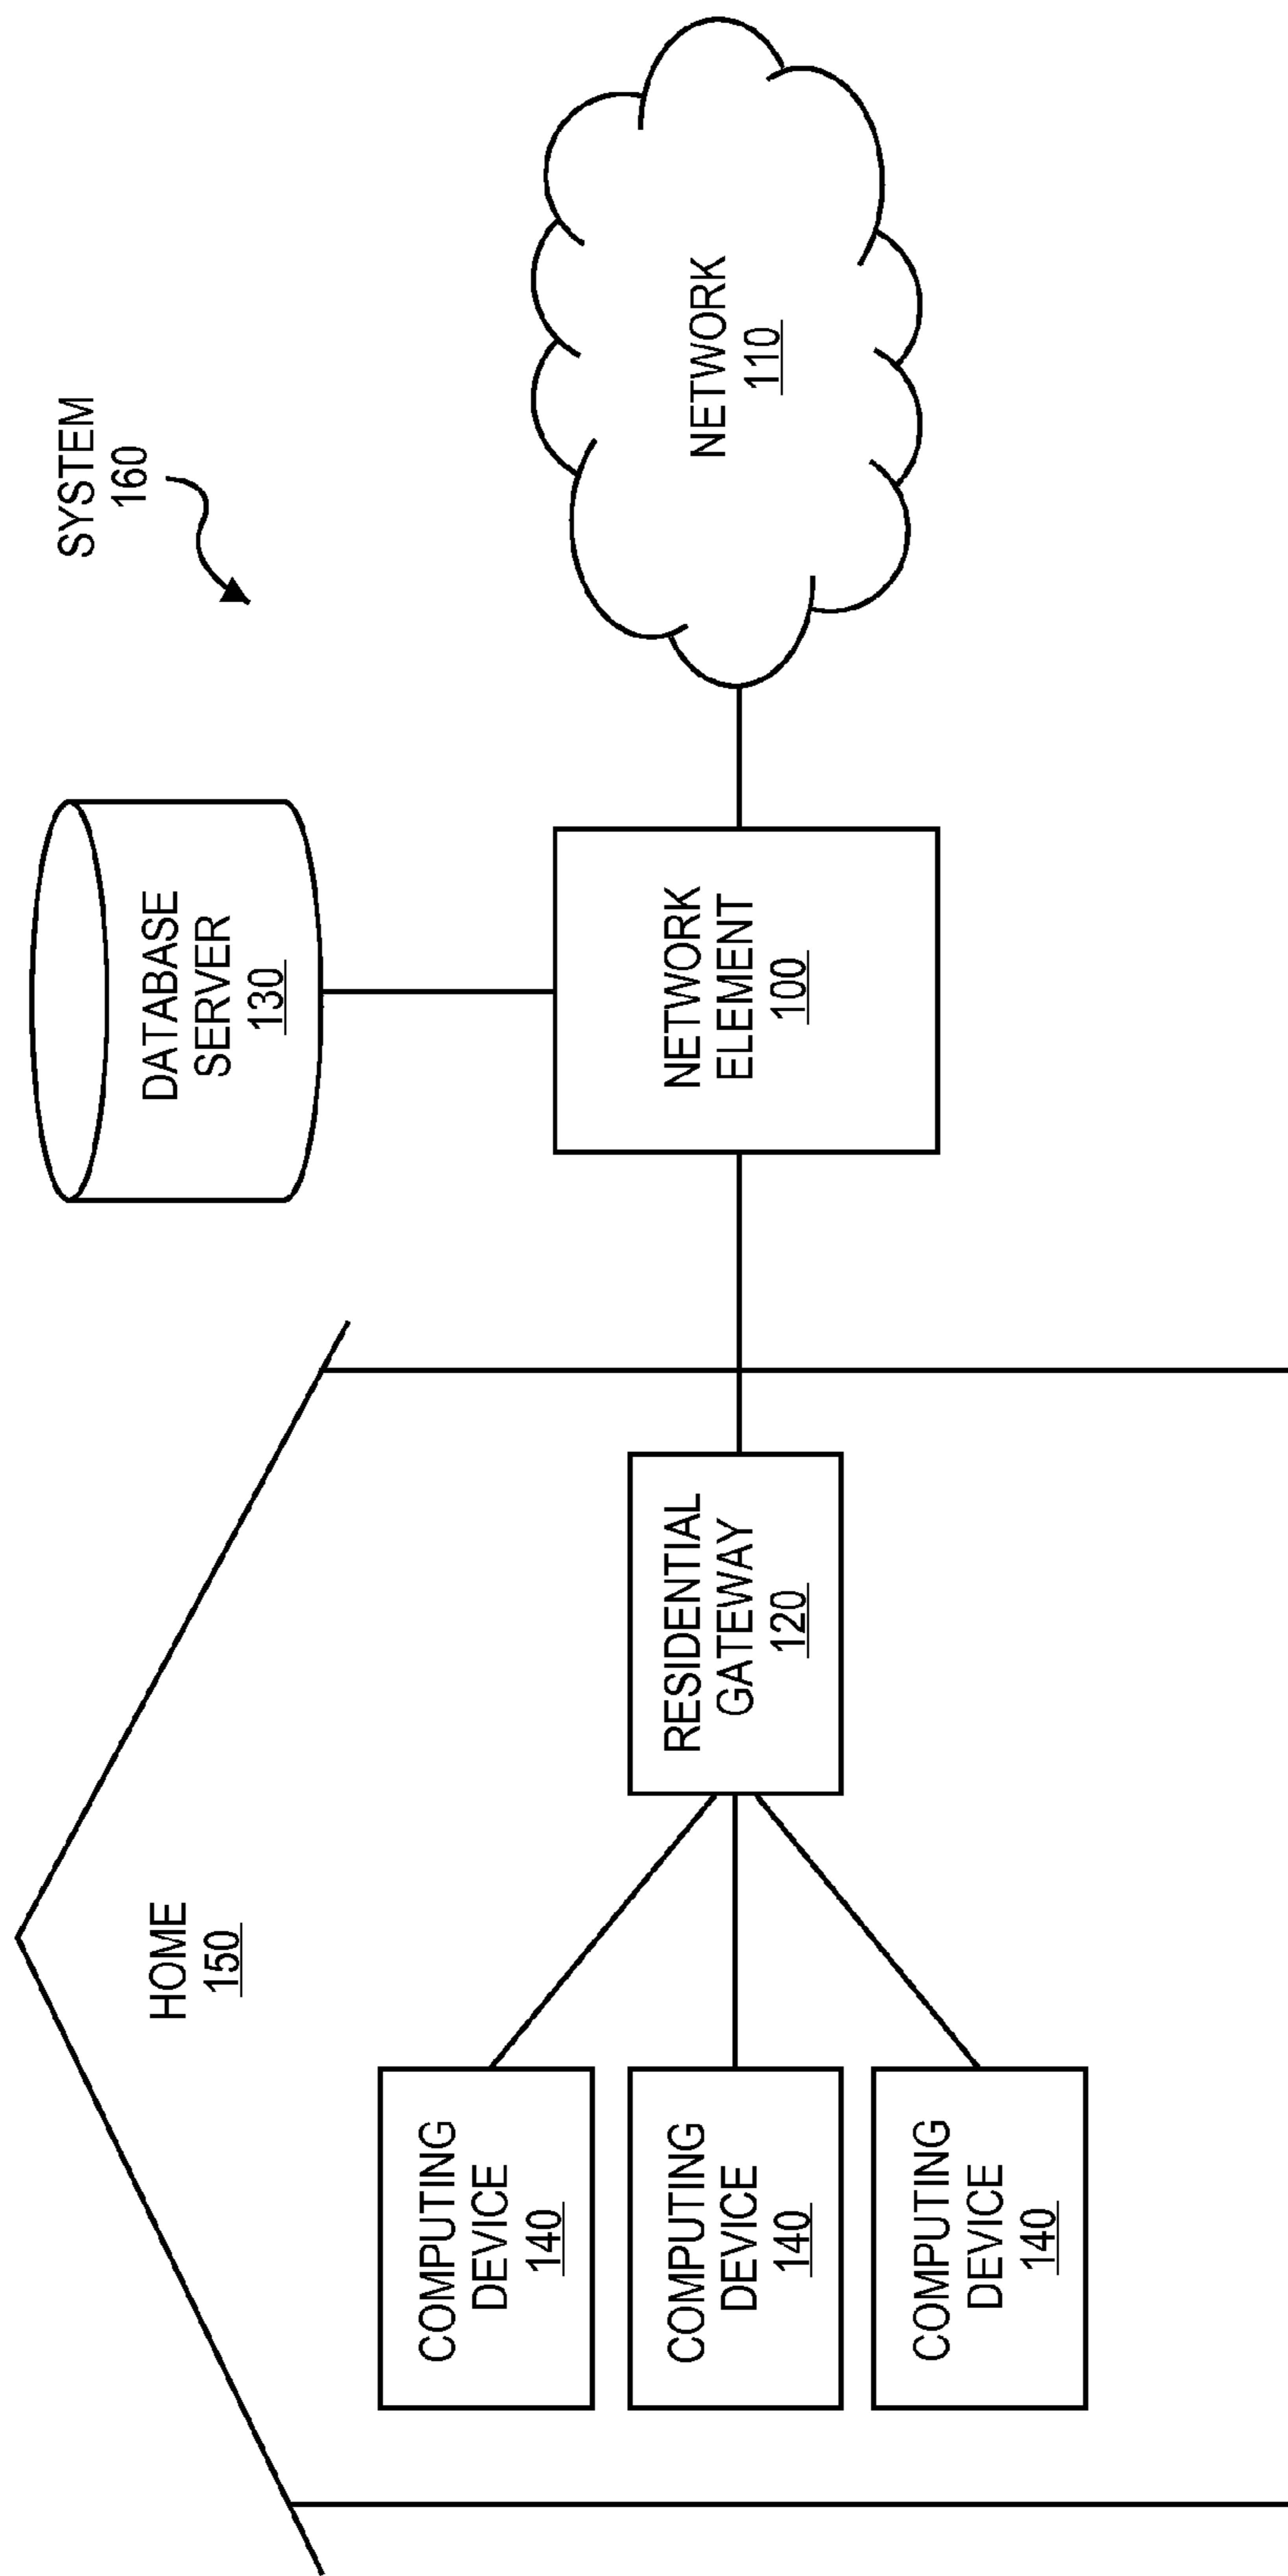 SYSTEM
160
HOME
150
DATABASE
SERVER
130
COMPUTING
DEVICE
140
COMPUTING
DEVICE
140
COMPUTING
DEVICE
140
RESIDENTIAL
GATEWAY
120
NETWORK
ELEMENT
100
NETWORK
110